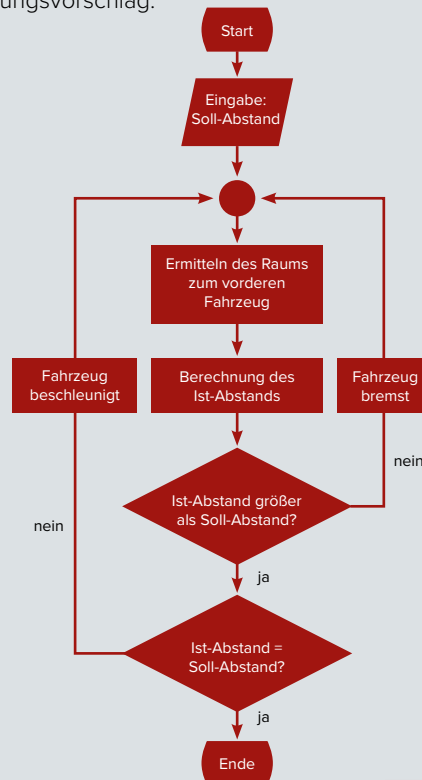 ungsvorschlag:
Start
Eingabe:
Soll-Abstand
Ermitteln des Raums
zum vorderen
Fahrzeug
Fahrzeug
beschleunigt
Berechnung des
Ist-Abstands
Fahrzeug
bremst
nein
Ist-Abstand größer
als Soll-Abstand?
nein
ja
Ist-Abstand =
Soll-Abstand?
ja
Ende